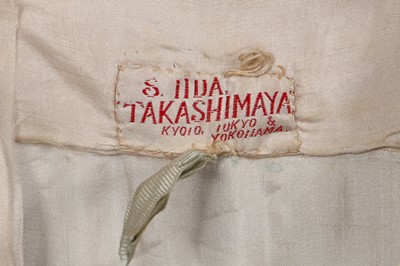 S. IIDA,
"TAKASHIMAYA,"
KYOTO, TOKYO &
YOKOHAMA.